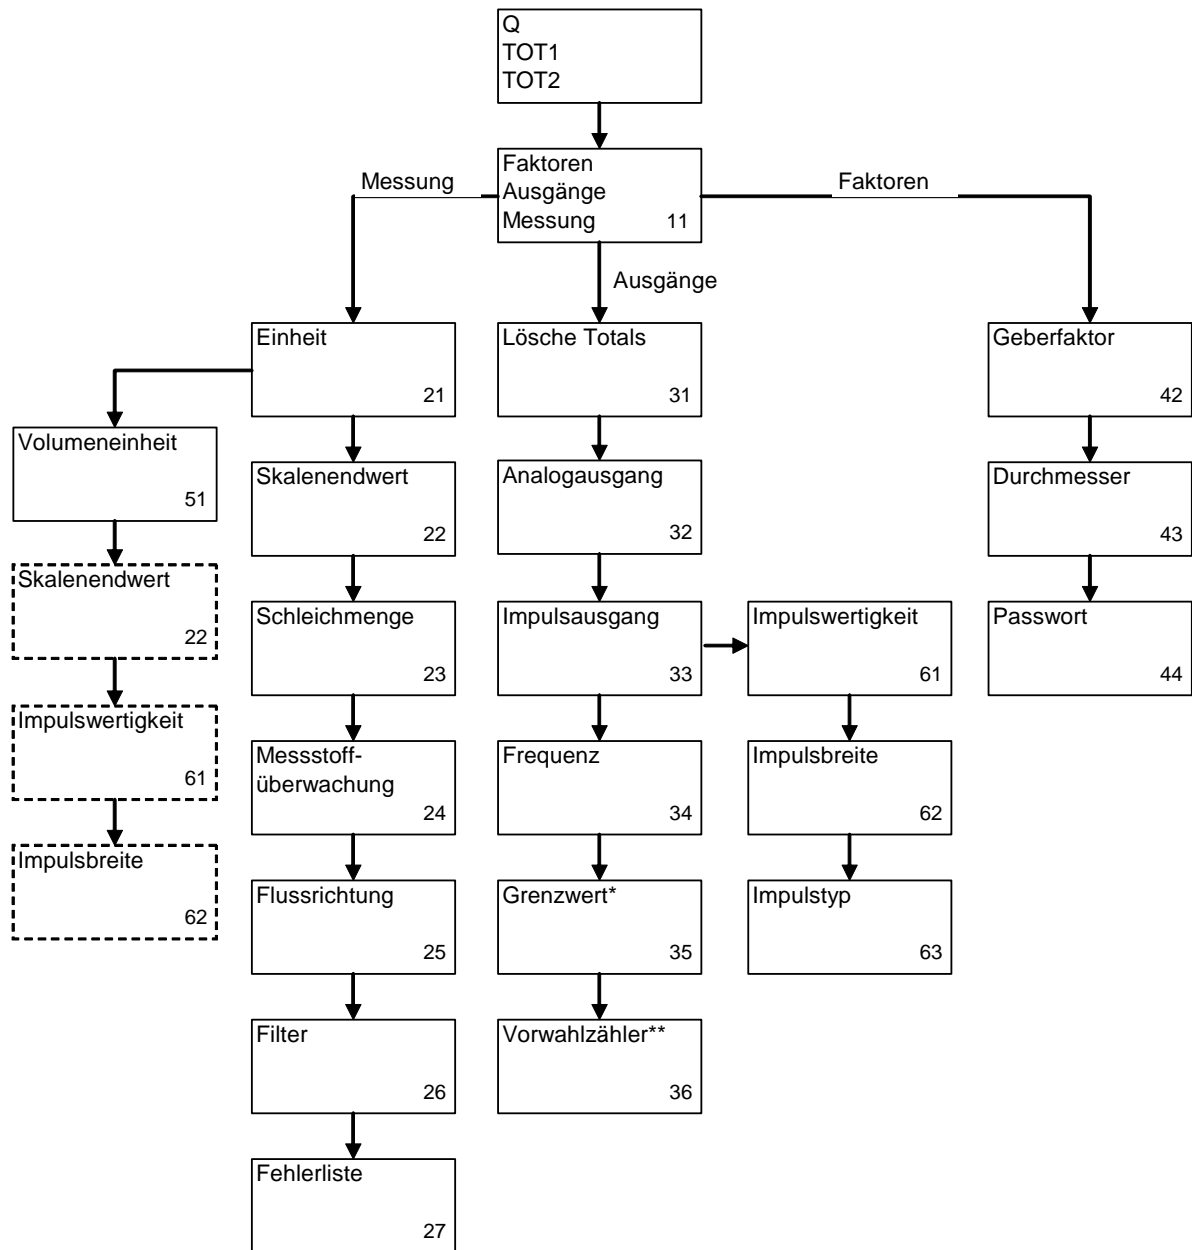 Q
TOT1
TOT2
Faktoren
Ausgänge
Messung
11
Messung
Faktoren
Ausgänge
Einheit
21
Lösche Totals
31
Geberfaktor
42
Volumeneinheit
51
Skalenendwert
22
Analogausgang
32
Durchmesser
43
Skalenendwert
22
Schleichmenge
23
Impulsausgang
33
Impulswertigkeit
61
Passwort
44
Impulswertigkeit
61
Messstoff-
überwachung
24
Frequenz
34
Impulsbreite
62
Impulsbreite
62
Flussrichtung
25
Grenzwert*
35
Impulstyp
63
Filter
26
Vorwahlzähler**
36
Fehlerliste
27